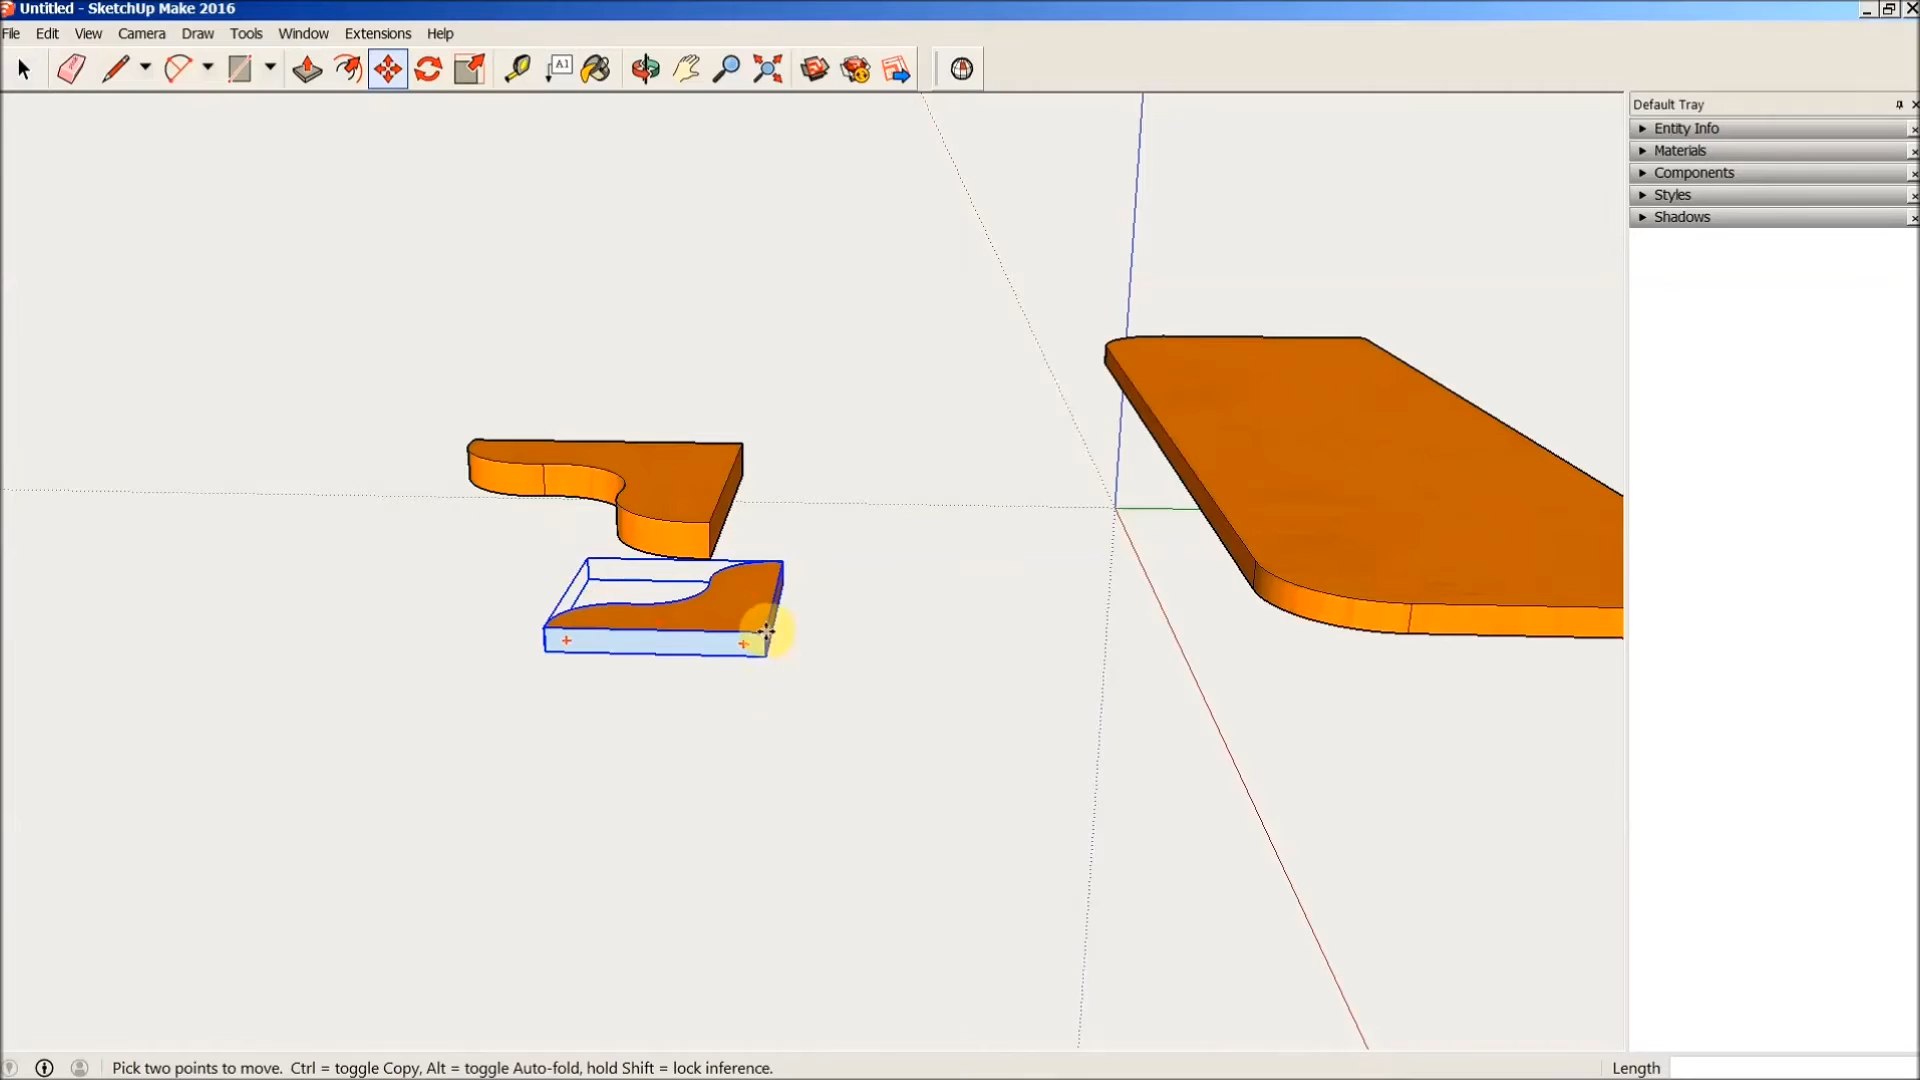 Untitled - SketchUp Make 2016
File Edit View Camera Draw Tools Window Extensions Help
A1
Default Tray
Entity Info
Materials
Components
Styles
Shadows
Pick two points to move. Ctrl = toggle Copy, Alt = toggle Auto-fold, hold Shift = lock inference.
Length